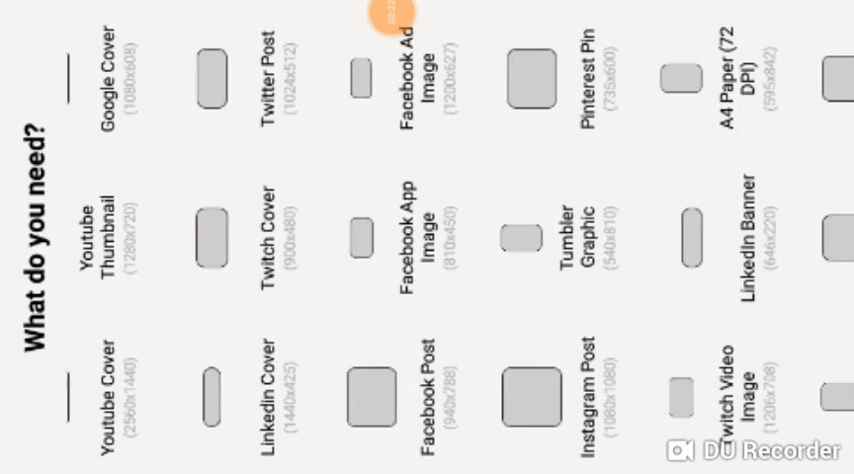 What do you need?
Youtube Cover
(2560x1440)
Youtube
Thumbnail
(1280x720)
Google Cover
(1080x608)
Linkedin Cover
(1440x425)
Twitch Cover
(900x480)
Twitter Post
(1024x512)
Facebook Post
(940x788)
Facebook App
Image
(810x450)
Facebook Ad
Image
(1200x627)
Instagram Post
(1080x1080)
Tumbler
Graphic
(540x810)
Pinterest Pin
(735x600)
Twitch Video
Image
(1206x708)
LinkedIn Banner
(646x220)
A4 Paper (72
DPI)
(595x842)
DU Recorder